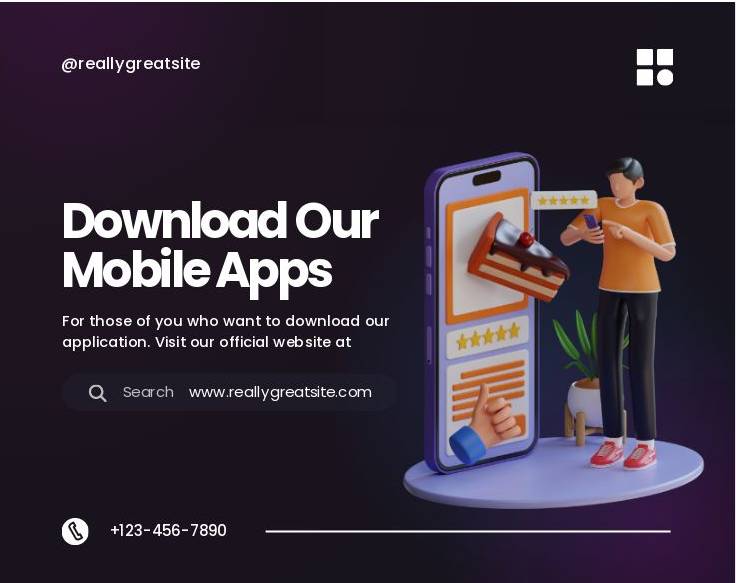 @reallygreatsite
Download Our
Mobile Apps
For those of you who want to download our
application. Visit our official website at
Search www.reallygreatsite.com
+123-456-7890